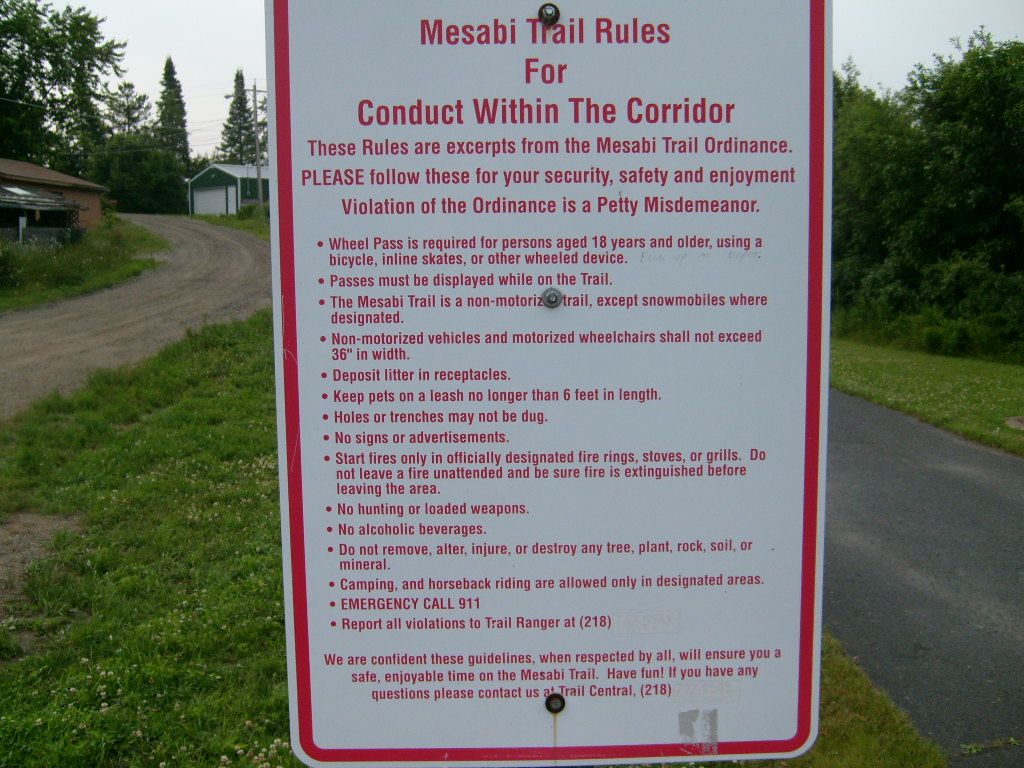 Mesabi Trail Rules
For
Conduct Within The Corridor
These Rules are excerpts from the Mesabi Trail Ordinance.
PLEASE follow these for your security, safety and enjoyment
Violation of the Ordinance is a Petty Misdemeanor.
• Wheel Pass is required for persons aged 18 years and older, using a
bicycle, inline skates, or other wheeled device.
• Passes must be displayed while on the Trail.
• The Mesabi Trail is a non-motorized trail, except snowmobiles where
designated.
• Non-motorized vehicles and motorized wheelchairs shall not exceed
36" in width.
• Deposit litter in receptacles.
• Keep pets on a leash no longer than 6 feet in length.
• Holes or trenches may not be dug.
• No signs or advertisements.
• Start fires only in officially designated fire rings, stoves, or grills. Do
not leave a fire unattended and be sure fire is extinguished before
leaving the area.
• No hunting or loaded weapons.
• No alcoholic beverages.
• Do not remove, alter, injure, or destroy any tree, plant, rock, soil, or
mineral.
• Camping, and horseback riding are allowed only in designated areas.
• EMERGENCY CALL 911
• Report all violations to Trail Ranger at (218)
We are confident these guidelines, when respected by all, will ensure you a
safe, enjoyable time on the Mesabi Trail. Have fun! If you have any
questions please contact us at Trail Central, (218)